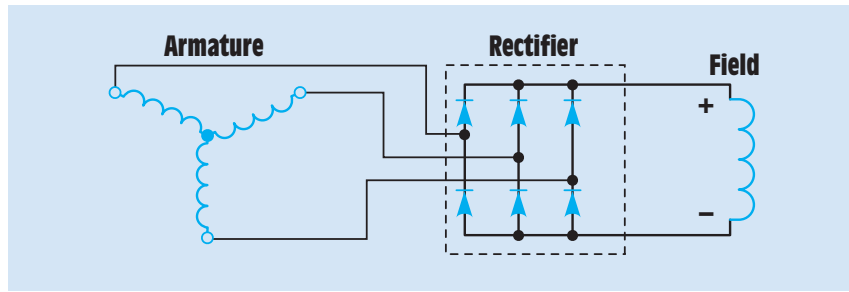 Armature
Rectifier
Field
+
−